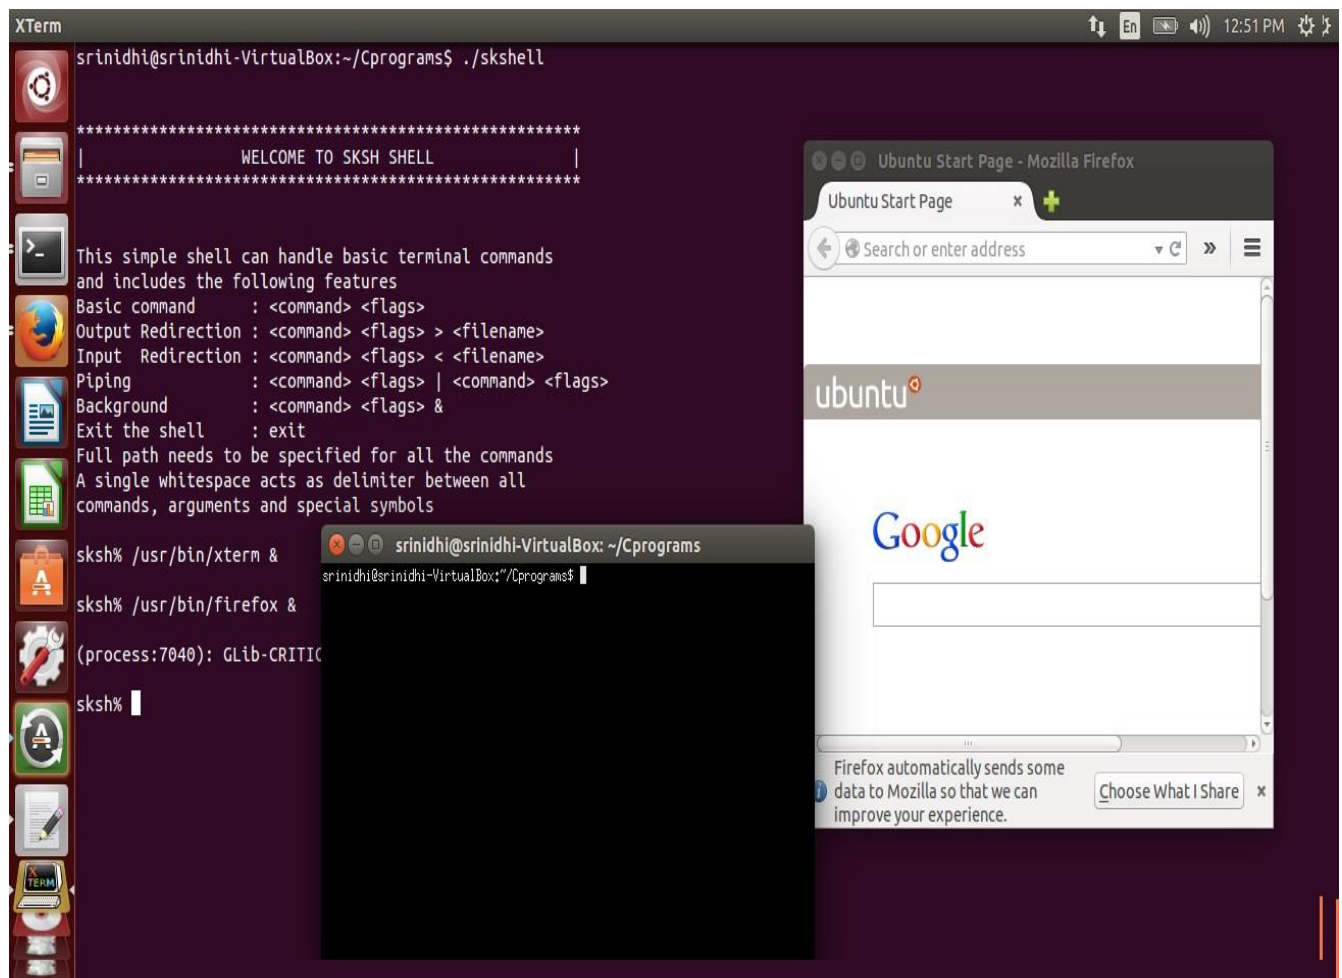 XTerm
En
12:51 PM
srinidhi@srinidhi-VirtualBox:~/Cprograms$ ./skshell
*******************************************************
| WELCOME TO SKSH SHELL |
*******************************************************
This simple shell can handle basic terminal commands
and includes the following features
Basic command : <command> <flags>
Output Redirection : <command> <flags> > <filename>
Input Redirection : <command> <flags> < <filename>
Piping : <command> <flags> | <command> <flags>
Background : <command> <flags> &
Exit the shell : exit
Full path needs to be specified for all the commands
A single whitespace acts as delimiter between all
commands, arguments and special symbols
sksh% /usr/bin/xterm &
sksh% /usr/bin/firefox &
(process:7040): GLib-CRITIC
sksh%
srinidhi@srinidhi-VirtualBox: ~/Cprograms
srinidhi@srinidhi-VirtualBox:~/Cprograms$
Ubuntu Start Page - Mozilla Firefox
Ubuntu Start Page
Search or enter address
ubuntu
Google
Firefox automatically sends some
data to Mozilla so that we can
improve your experience.
Choose What I Share
X
TERM